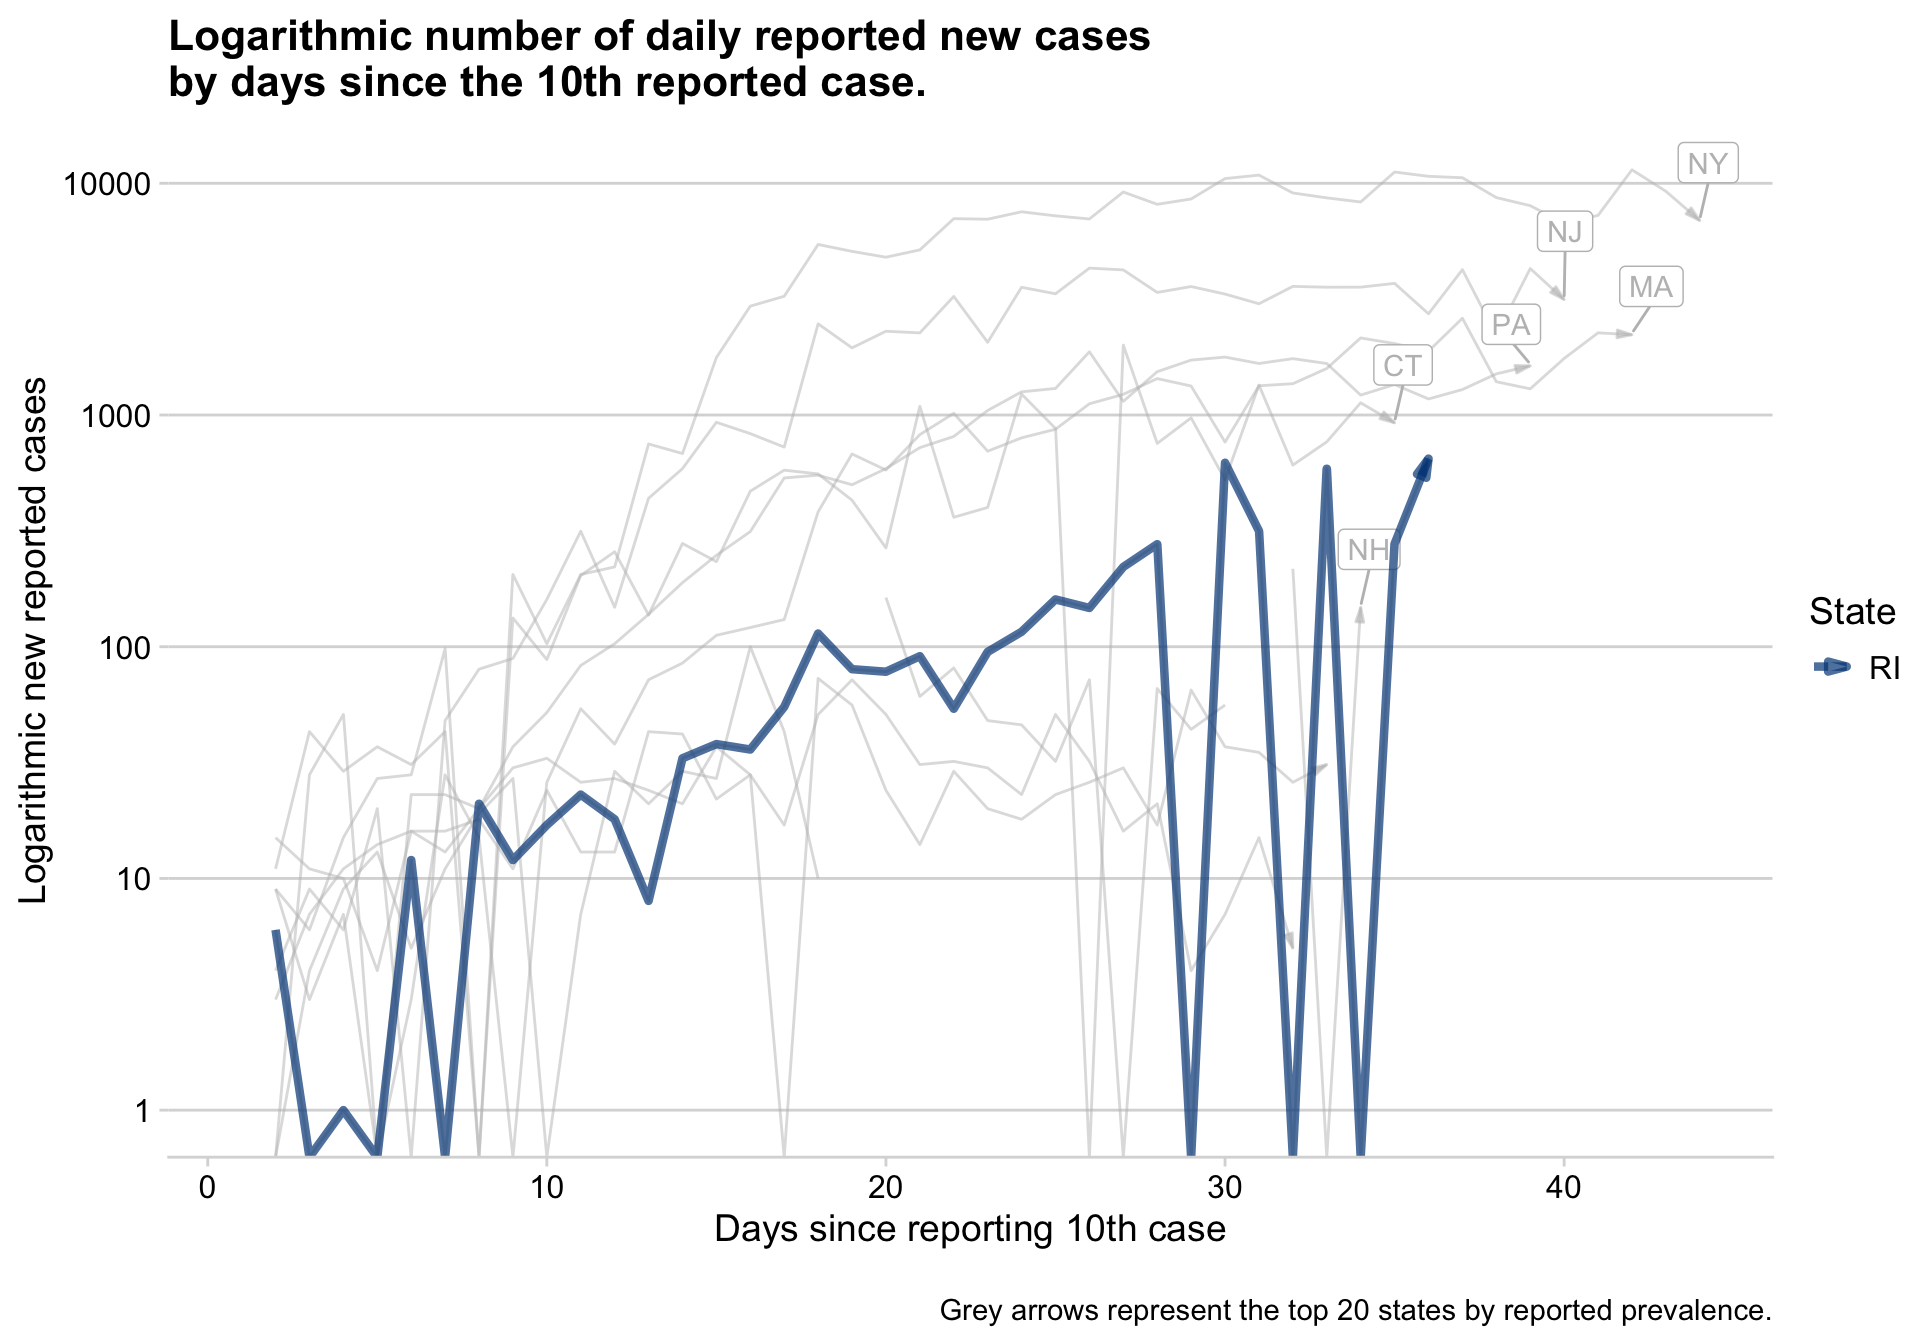 Logarithmic number of daily reported new cases
by days since the 10th reported case.
Logarithmic new reported cases
10000
1000
100
10
1
NY
NJ
MA
PA
CT
NH
State
RI
0
10
20
30
40
Days since reporting 10th case
Grey arrows represent the top 20 states by reported prevalence.